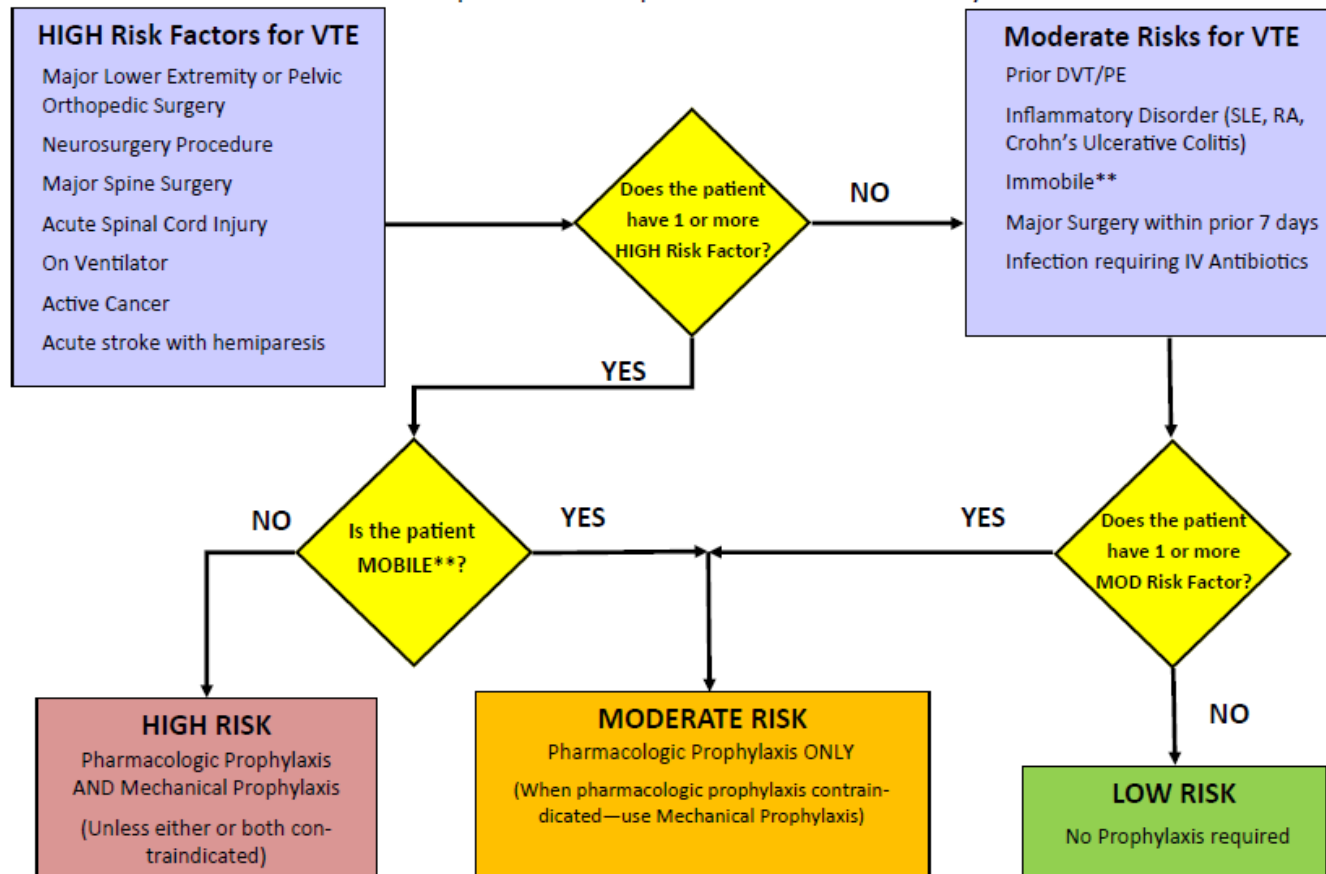 HIGH Risk Factors for VTE
Major Lower Extremity or Pelvic
Orthopedic Surgery
Neurosurgery Procedure
Major Spine Surgery
Acute Spinal Cord Injury
On Ventilator
Active Cancer
Acute stroke with hemiparesis
Does the patient
have 1 or more
HIGH Risk Factor?
NO
YES
Moderate Risks for VTE
Prior DVT/PE
Inflammatory Disorder (SLE, RA,
Crohn's Ulcerative Colitis)
Immobile**
Major Surgery within prior 7 days
Infection requiring IV Antibiotics
NO
Is the patient
MOBILE**?
YES
YES
Does the patient
have 1 or more
MOD Risk Factor?
NO
HIGH RISK
Pharmacologic Prophylaxis
AND Mechanical Prophylaxis
(Unless either or both con-
traindicated)
MODERATE RISK
Pharmacologic Prophylaxis ONLY
(When pharmacologic prophylaxis contrain-
dicated—use Mechanical Prophylaxis)
LOW RISK
No Prophylaxis required